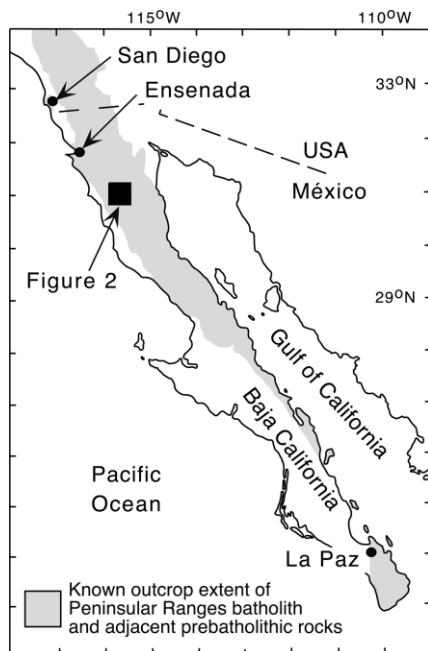 115°W
110°W
San Diego
33°N
Ensenada
USA
México
Figure 2
29°N
Gulf of California
Baja California
Pacific
Ocean
La Paz
Known outcrop extent of
Peninsular Ranges batholith
and adjacent prebatholithic rocks